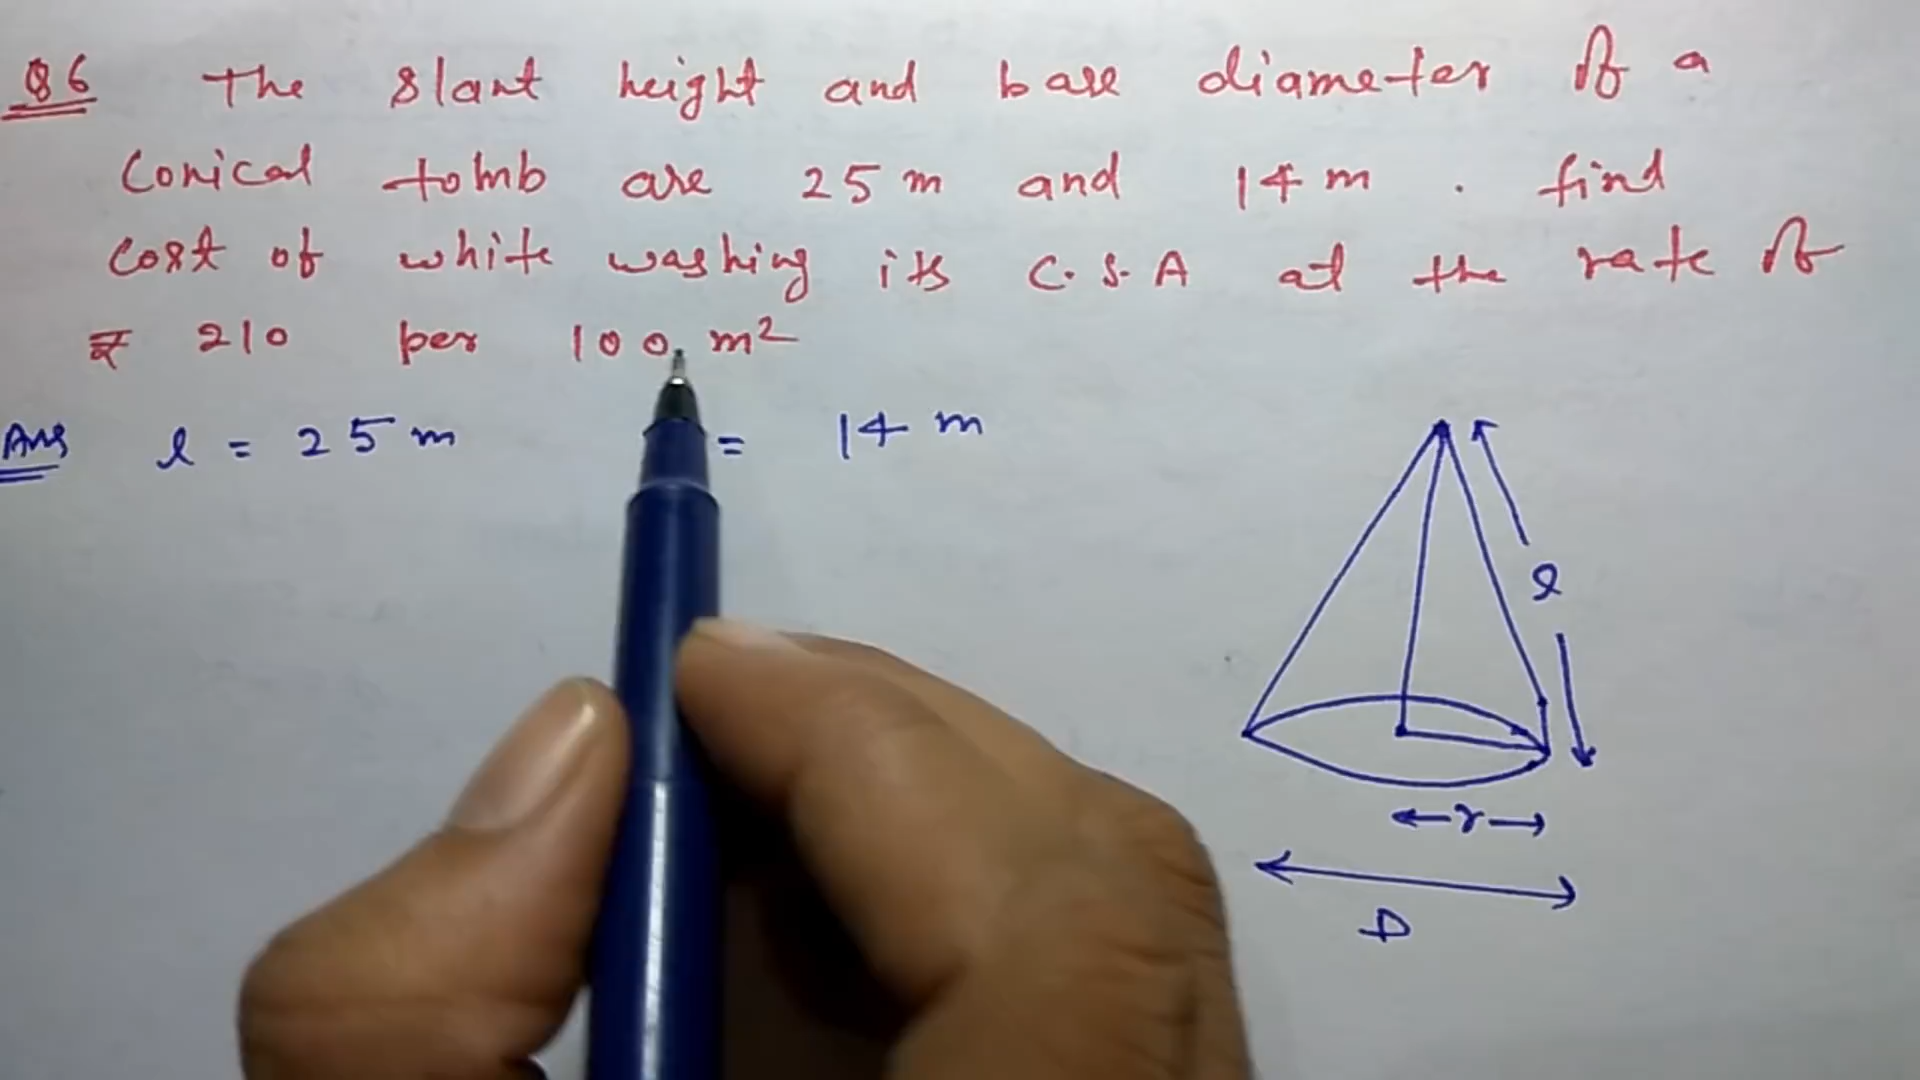 Q6 The slant height and base diameter of a
Conical tomb are 25 m and 14 m . find
cost of white washing its C.S.A at the rate of
₹ 210 per 100 m²
Ans l = 25 m = 14 m
l
r
D